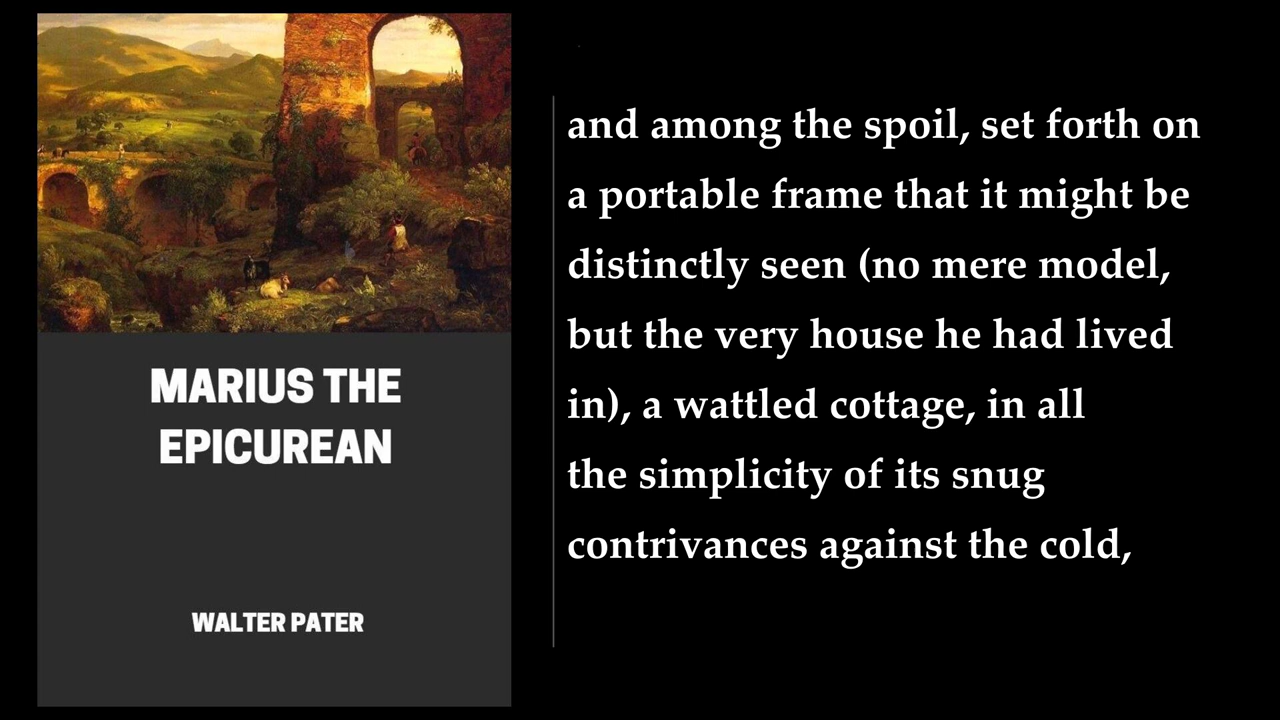 MARIUS THE
EPICUREAN
WALTER PATER
and among the spoil, set forth on
a portable frame that it might be
distinctly seen (no mere model,
but the very house he had lived
in), a wattled cottage, in all
the simplicity of its snug
contrivances against the cold,